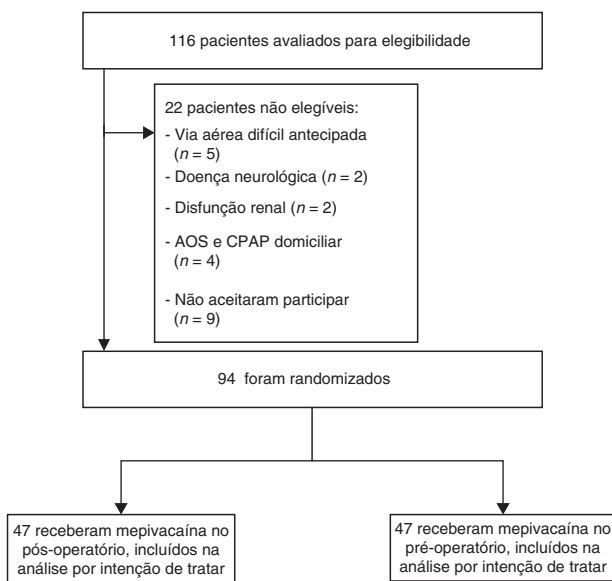 116 pacientes avaliados para elegibilidade
22 pacientes não elegíveis:
- Via aérea difícil antecipada
(n = 5)
- Doença neurológica (n = 2)
- Disfunção renal (n = 2)
- AOS e CPAP domiciliar
(n = 4)
- Não aceitaram participar
(n = 9)
94 foram randomizados
47 receberam mepivacaína no
pós-operatório, incluídos na
análise por intenção de tratar
47 receberam mepivacaína no
pré-operatório, incluídos na
análise por intenção de tratar